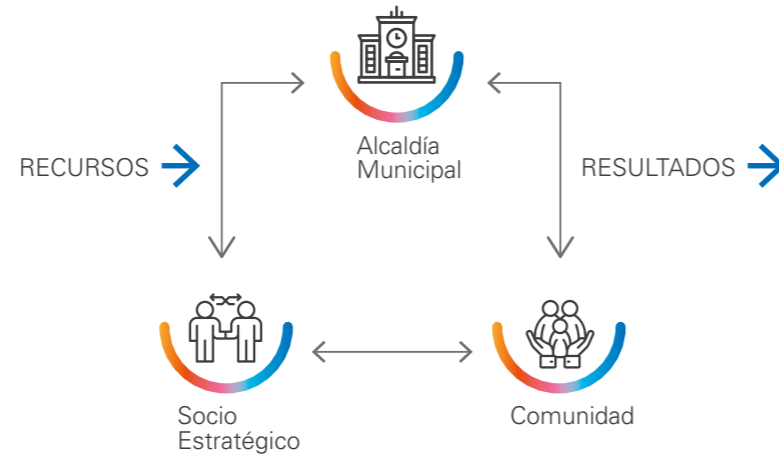 Alcaldía
Municipal
RECURSOS
RESULTADOS
Socio
Estratégico
Comunidad